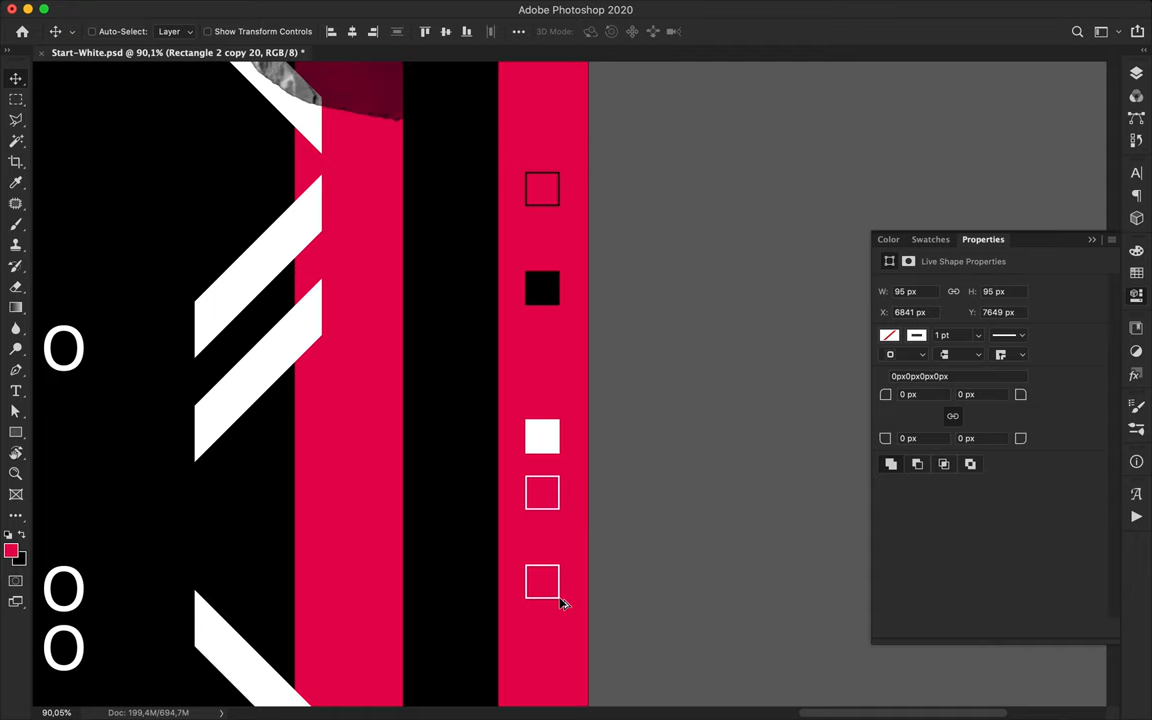 Adobe Photoshop 2020
Auto-Select: Layer Show Transform Controls 3D Mode:
Start-White.psd @ 90,1% (Rectangle 2 copy 20, RGB/8) *
Color Swatches Properties
Live Shape Properties
W: 95 px H: 95 px
X: 6841 px Y: 7649 px
1 pt
0px0px0px0px
0 px 0 px
0 px 0 px
O
O
O
90,05% Doc: 199,4M/694,7M